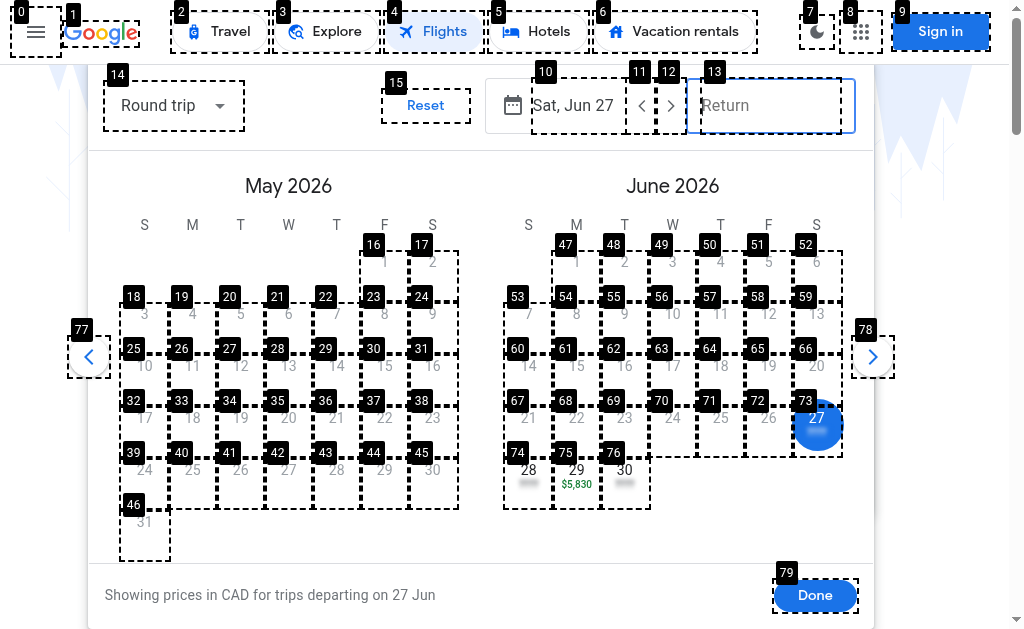 0 1 2 3 4 5 6 7 8 9
Google Travel Explore Flights Hotels Vacation rentals Sign in
14 15 10 11 12 13
Round trip Reset Sat, Jun 27 Return
May 2026 June 2026
S M T W T F S S M T W T F S
16 17 47 48 49 50 51 52
1 2 1 2 3 4 5 6
18 19 20 21 22 23 24 53 54 55 56 57 58 59
3 4 5 6 7 8 9 7 8 9 10 11 12 13
77 78
25 26 27 28 29 30 31 60 61 62 63 64 65 66
10 11 12 13 14 15 16 14 15 16 17 18 19 20
32 33 34 35 36 37 38 67 68 69 70 71 72 73
17 18 19 20 21 22 23 21 22 23 24 25 26 27
39 40 41 42 43 44 45 74 75 76
24 25 26 27 28 29 30 28 29 30
$5,830
46
31
79
Showing prices in CAD for trips departing on 27 Jun Done